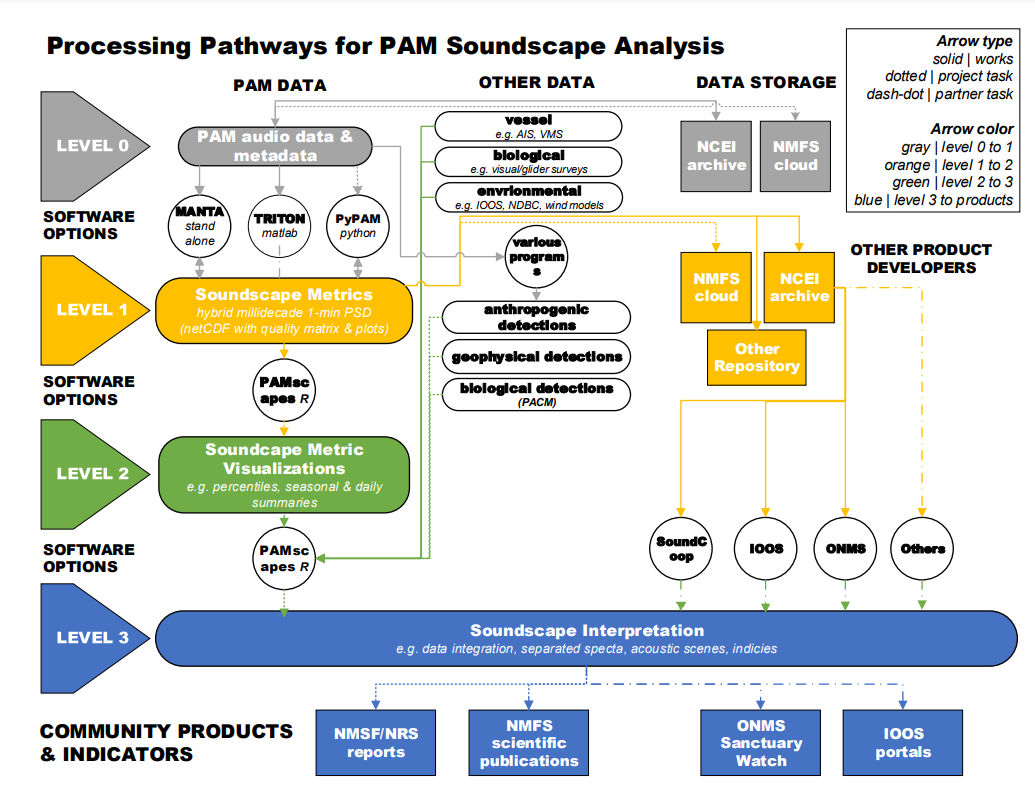 Processing Pathways for PAM Soundscape Analysis
Arrow type
solid | works
dotted | project task
dash-dot | partner task
Arrow color
gray | level 0 to 1
orange | level 1 to 2
green | level 2 to 3
blue | level 3 to products
PAM DATA
OTHER DATA
DATA STORAGE
LEVEL 0
PAM audio data &
metadata
vessel
e.g. AIS, VMS
biological
e.g. visual/glider surveys
envrionmental
e.g. IOOS, NDBC, wind models
NCEI
archive
NMFS
cloud
SOFTWARE
OPTIONS
MANTA
stand
alone
TRITON
matlab
PyPAM
python
various
program
s
OTHER PRODUCT
DEVELOPERS
LEVEL 1
Soundscape Metrics
hybrid millidecade 1-min PSD
(netCDF with quality matrix & plots)
anthropogenic
detections
geophysical detections
biological detections
(PACM)
NMFS
cloud
NCEI
archive
Other
Repository
SOFTWARE
OPTIONS
PAMsc
apes R
LEVEL 2
Soundcape Metric
Visualizations
e.g. percentiles, seasonal & daily
summaries
SOFTWARE
OPTIONS
PAMsc
apes R
SoundC
oop
IOOS
ONMS
Others
LEVEL 3
Soundscape Interpretation
e.g. data integration, separated specta, acoustic scenes, indicies
COMMUNITY PRODUCTS
& INDICATORS
NMSF/NRS
reports
NMFS
scientific
publications
ONMS
Sanctuary
Watch
IOOS
portals